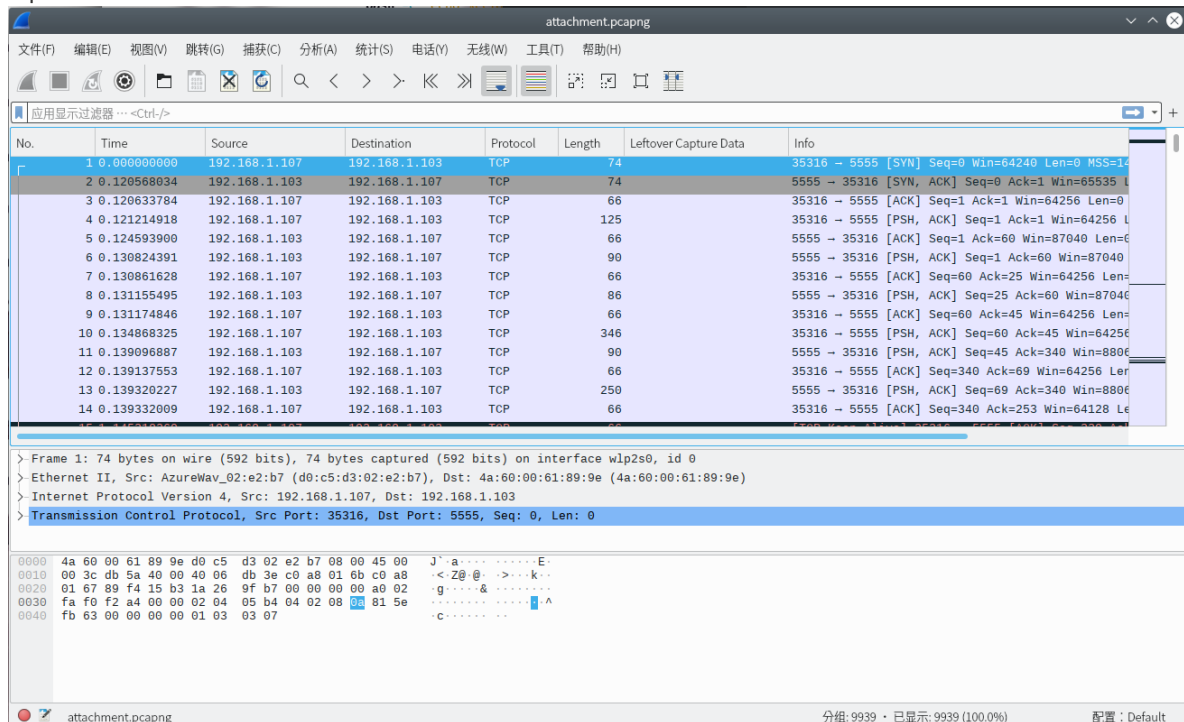 attachment.pcapng
文件(F) 编辑(E) 视图(V) 跳转(G) 捕获(C) 分析(A) 统计(S) 电话(Y) 无线(W) 工具(T) 帮助(H)
应用显示过滤器 … <Ctrl-/>
No. Time Source Destination Protocol Length Leftover Capture Data Info
1 0.000000000 192.168.1.107 192.168.1.103 TCP 74 35316 → 5555 [SYN] Seq=0 Win=64240 Len=0 MSS=14
2 0.120568034 192.168.1.103 192.168.1.107 TCP 74 5555 → 35316 [SYN, ACK] Seq=0 Ack=1 Win=65535 L
3 0.120633784 192.168.1.107 192.168.1.103 TCP 66 35316 → 5555 [ACK] Seq=1 Ack=1 Win=64256 Len=0
4 0.121214918 192.168.1.107 192.168.1.103 TCP 125 35316 → 5555 [PSH, ACK] Seq=1 Ack=1 Win=64256 L
5 0.124593900 192.168.1.103 192.168.1.107 TCP 66 5555 → 35316 [ACK] Seq=1 Ack=60 Win=87040 Len=0
6 0.130824391 192.168.1.103 192.168.1.107 TCP 90 5555 → 35316 [PSH, ACK] Seq=1 Ack=60 Win=87040
7 0.130861628 192.168.1.107 192.168.1.103 TCP 66 35316 → 5555 [ACK] Seq=60 Ack=25 Win=64256 Len=
8 0.131155495 192.168.1.103 192.168.1.107 TCP 86 5555 → 35316 [PSH, ACK] Seq=25 Ack=60 Win=87040
9 0.131174846 192.168.1.107 192.168.1.103 TCP 66 35316 → 5555 [ACK] Seq=60 Ack=45 Win=64256 Len=
10 0.134868325 192.168.1.107 192.168.1.103 TCP 346 35316 → 5555 [PSH, ACK] Seq=60 Ack=45 Win=64256
11 0.139096887 192.168.1.103 192.168.1.107 TCP 90 5555 → 35316 [PSH, ACK] Seq=45 Ack=340 Win=8806
12 0.139137553 192.168.1.107 192.168.1.103 TCP 66 35316 → 5555 [ACK] Seq=340 Ack=69 Win=64256 Len
13 0.139320227 192.168.1.103 192.168.1.107 TCP 250 5555 → 35316 [PSH, ACK] Seq=69 Ack=340 Win=8806
14 0.139332009 192.168.1.107 192.168.1.103 TCP 66 35316 → 5555 [ACK] Seq=340 Ack=253 Win=64128 Le
Frame 1: 74 bytes on wire (592 bits), 74 bytes captured (592 bits) on interface wlp2s0, id 0
Ethernet II, Src: AzureWav_02:e2:b7 (d0:c5:d3:02:e2:b7), Dst: 4a:60:00:61:89:9e (4a:60:00:61:89:9e)
Internet Protocol Version 4, Src: 192.168.1.107, Dst: 192.168.1.103
Transmission Control Protocol, Src Port: 35316, Dst Port: 5555, Seq: 0, Len: 0
0000 4a 60 00 61 89 9e d0 c5 d3 02 e2 b7 08 00 45 00 J`·a···· ······E·
0010 00 3c db 5a 40 00 40 06 db 3e c0 a8 01 6b c0 a8 ·<·Z@·@· ·>···k··
0020 01 67 89 f4 15 b3 1a 26 9f b7 00 00 00 00 a0 02 ·g·····& ········
0030 fa f0 f2 a4 00 00 02 04 05 b4 04 02 08 0a 81 5e ········ ·······^
0040 fb 63 00 00 00 00 01 03 03 07 ·c······ ··
attachment.pcapng 分组: 9939 · 已显示: 9939 (100.0%) 配置：Default